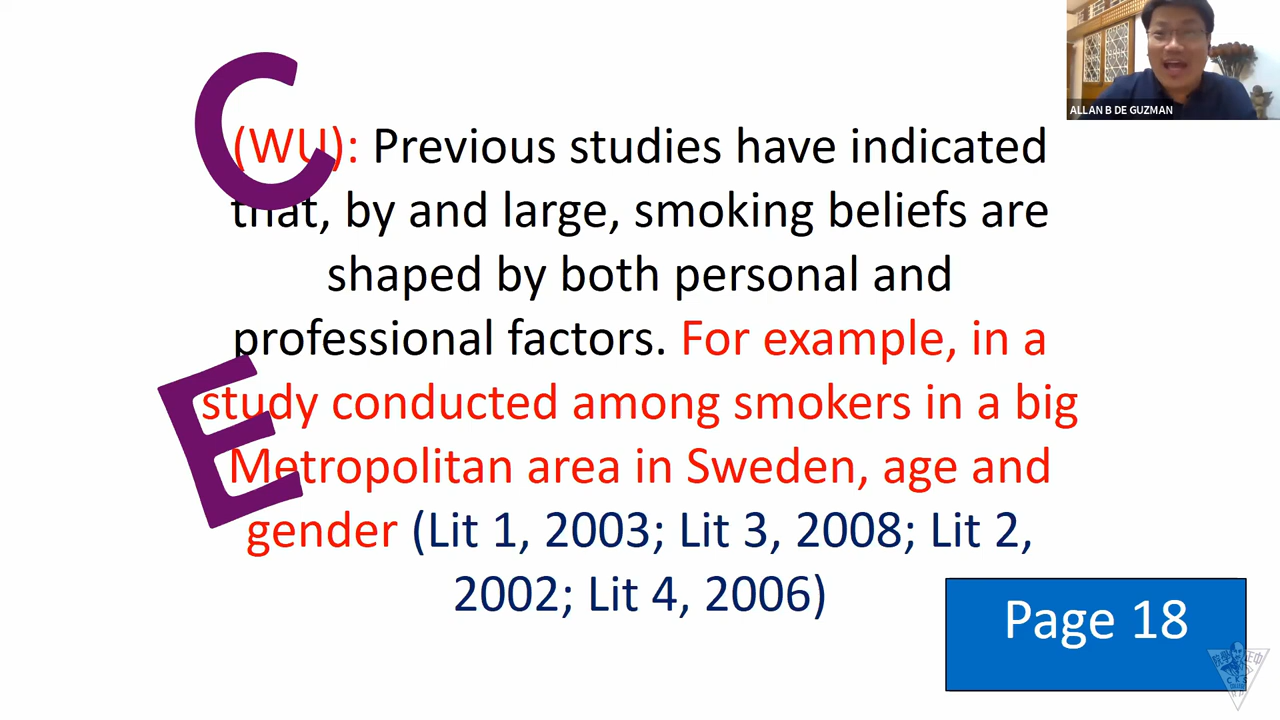 C
(WU): Previous studies have indicated
that, by and large, smoking beliefs are
shaped by both personal and
professional factors. For example, in a
E
study conducted among smokers in a big
Metropolitan area in Sweden, age and
gender (Lit 1, 2003; Lit 3, 2008; Lit 2,
2002; Lit 4, 2006)
Page 18
ALLAN B DE GUZMAN